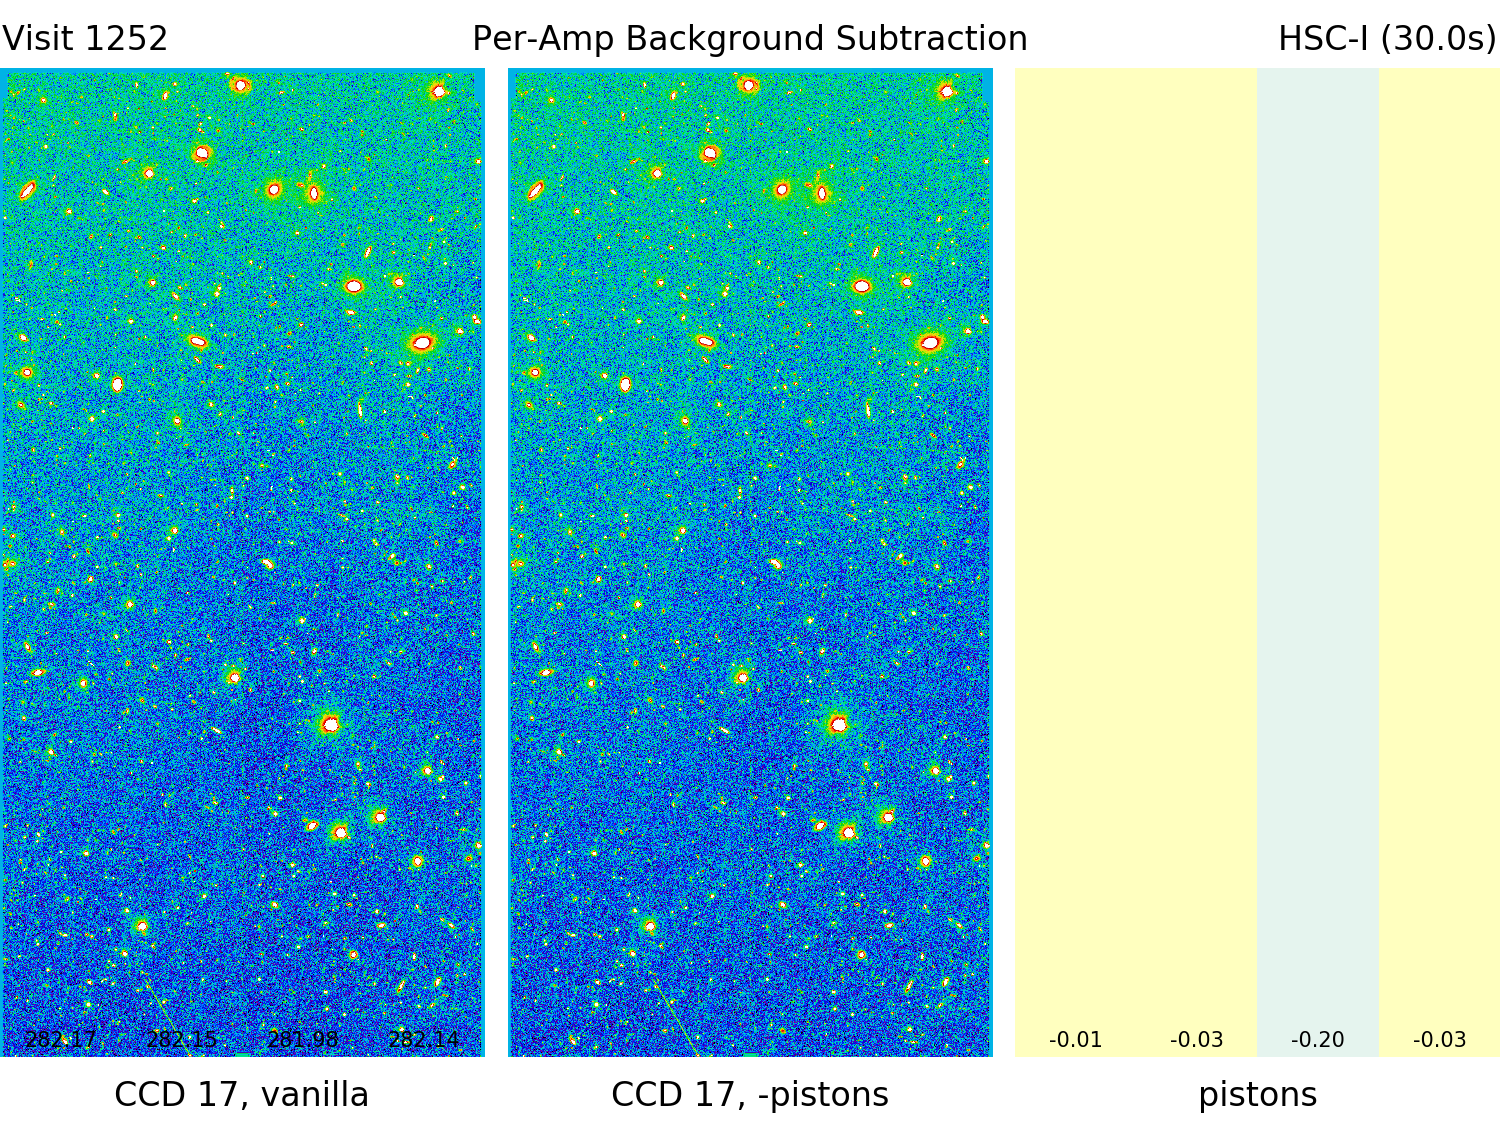 Visit 1252 Per-Amp Background Subtraction HSC-I (30.0s)
282.17 282.15 281.98 282.14 -0.01 -0.03 -0.20 -0.03
CCD 17, vanilla CCD 17, -pistons pistons